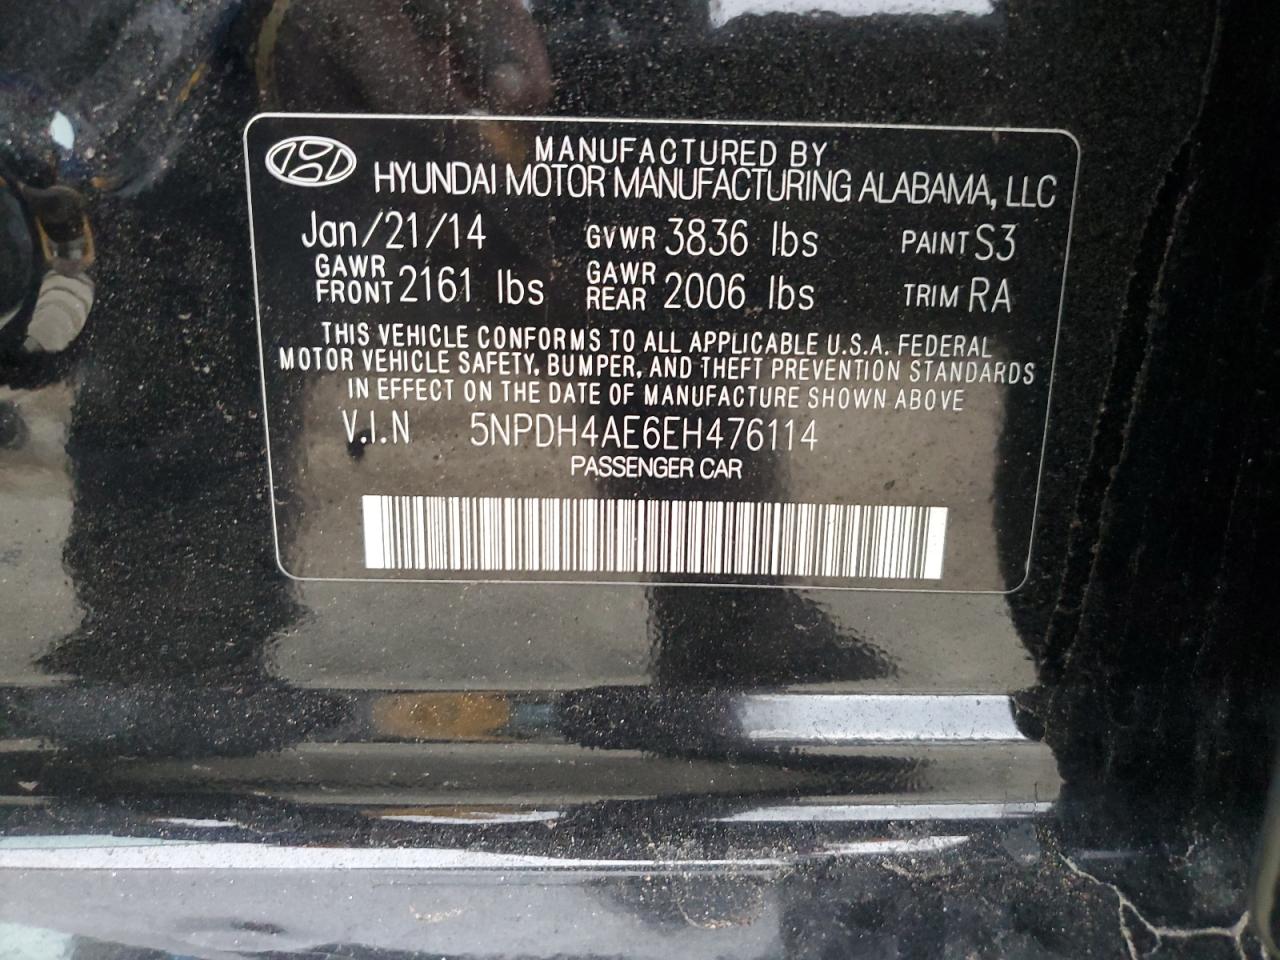 MANUFACTURED BY
HYUNDAI MOTOR MANUFACTURING ALABAMA, LLC
Jan/21/14 GVWR 3836 lbs PAINT S3
GAWR FRONT 2161 lbs GAWR REAR 2006 lbs TRIM RA
THIS VEHICLE CONFORMS TO ALL APPLICABLE U.S.A. FEDERAL
MOTOR VEHICLE SAFETY, BUMPER, AND THEFT PREVENTION STANDARDS
IN EFFECT ON THE DATE OF MANUFACTURE SHOWN ABOVE
V.I.N 5NPDH4AE6EH476114
PASSENGER CAR